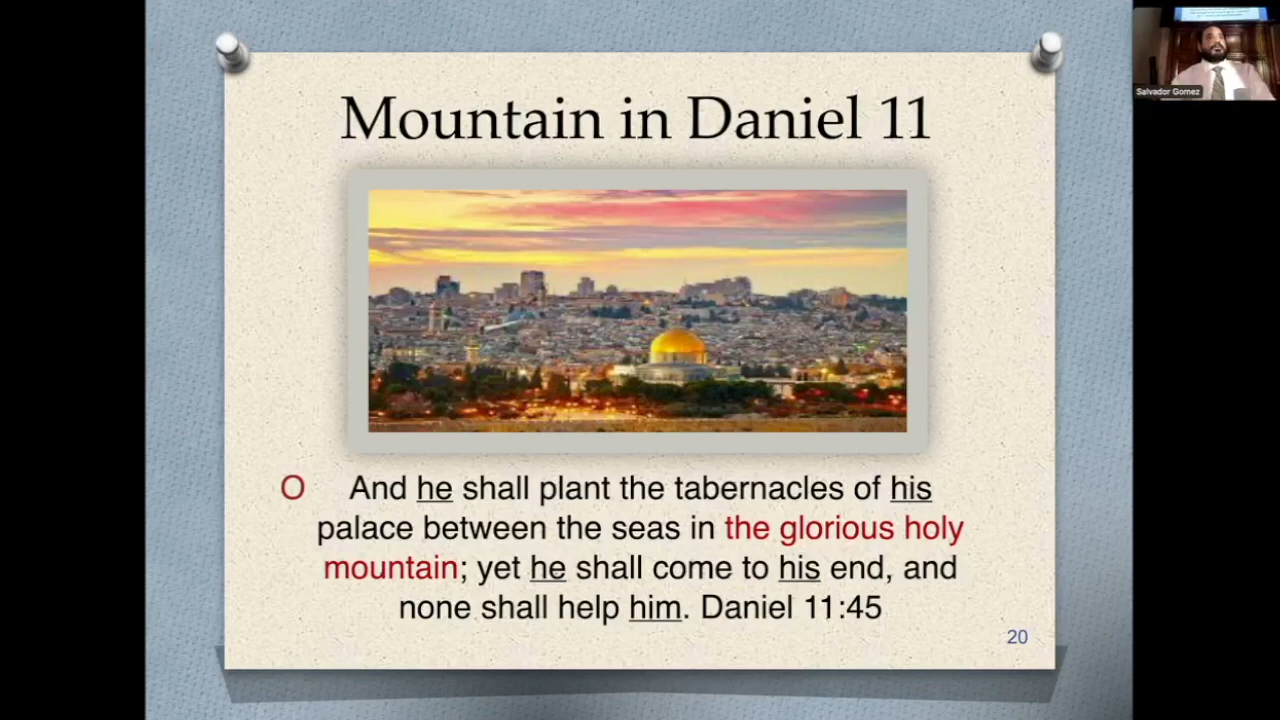 Mountain in Daniel 11
O And he shall plant the tabernacles of his
palace between the seas in the glorious holy
mountain; yet he shall come to his end, and
none shall help him. Daniel 11:45
20
Salvador Gomez